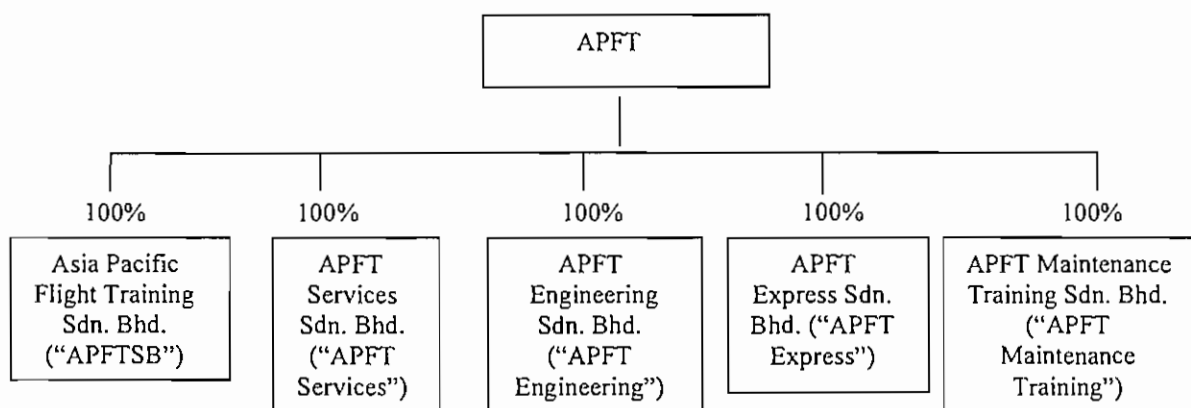 APFT
100%
100%
100%
100%
100%
Asia Pacific
Flight Training
Sdn. Bhd.
(“APFTSB”)
APFT
Services
Sdn. Bhd.
(“APFT
Services”)
APFT
Engineering
Sdn. Bhd.
(“APFT
Engineering”)
APFT
Express Sdn.
Bhd. (“APFT
Express”)
APFT Maintenance
Training Sdn. Bhd.
(“APFT
Maintenance
Training”)